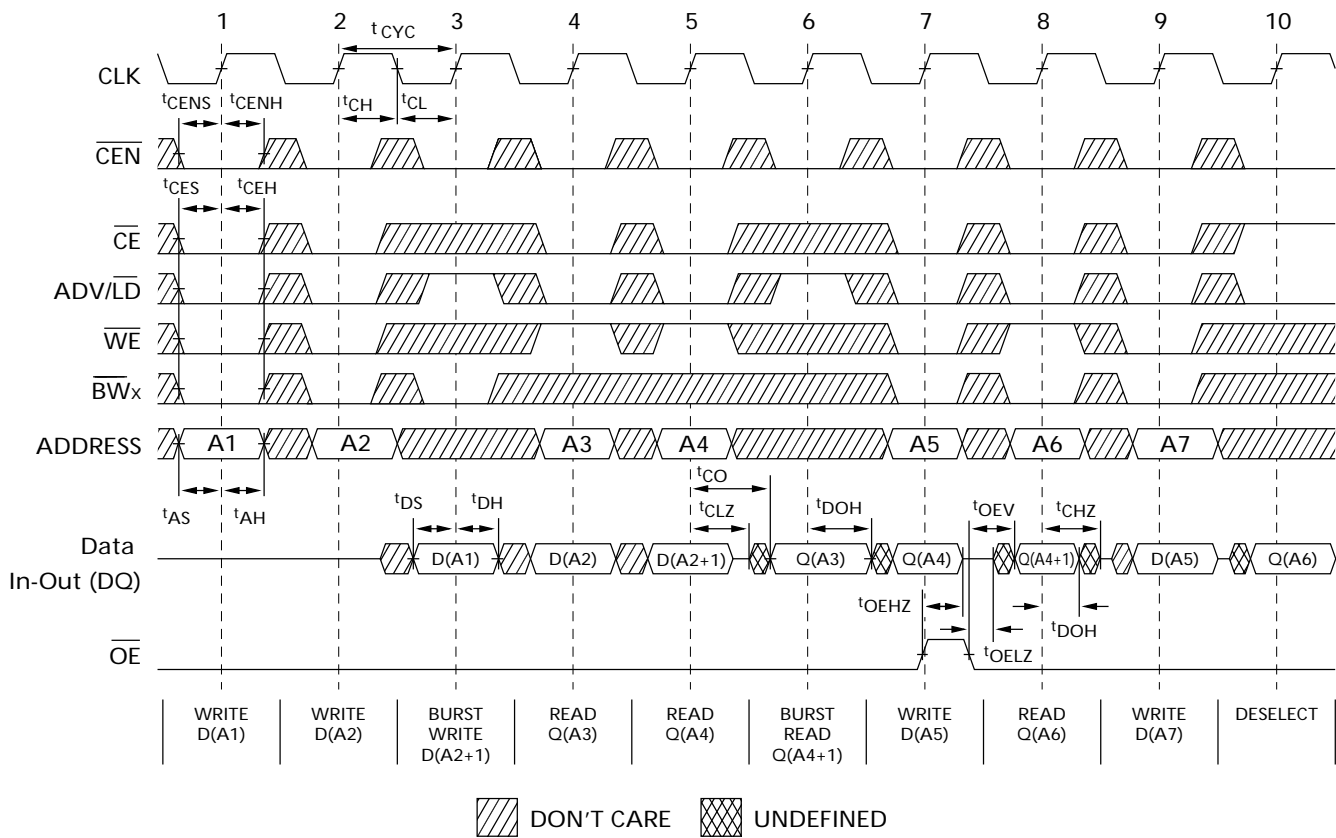 1 2 3 4 5 6 7 8 9 10
tCYC
CLK
tCENS tCENH tCH tCL
CEN
tCES tCEH
CE
ADV/LD
WE
BWx
ADDRESS A1 A2 A3 A4 A5 A6 A7
tCO
tAS tAH tDS tDH tCLZ tDOH tOEV tCHZ
Data
In-Out (DQ)
D(A1) D(A2) D(A2+1) Q(A3) Q(A4) Q(A4+1) D(A5) Q(A6)
tOEHZ tDOH
tOELZ
OE
WRITE
D(A1)
WRITE
D(A2)
BURST
WRITE
D(A2+1)
READ
Q(A3)
READ
Q(A4)
BURST
READ
Q(A4+1)
WRITE
D(A5)
READ
Q(A6)
WRITE
D(A7)
DESELECT
DON'T CARE UNDEFINED